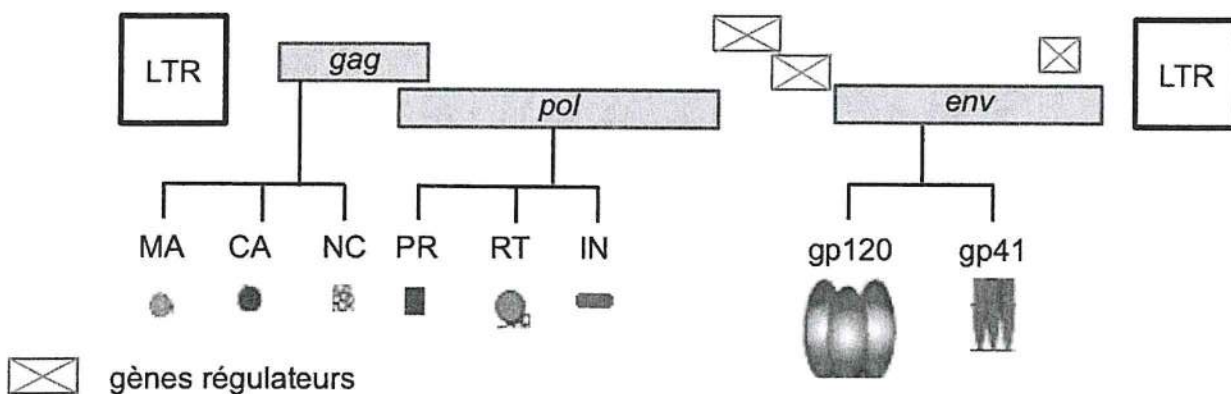 LTR gag pol env LTR
MA CA NC PR RT IN gp120 gp41
gènes régulateurs